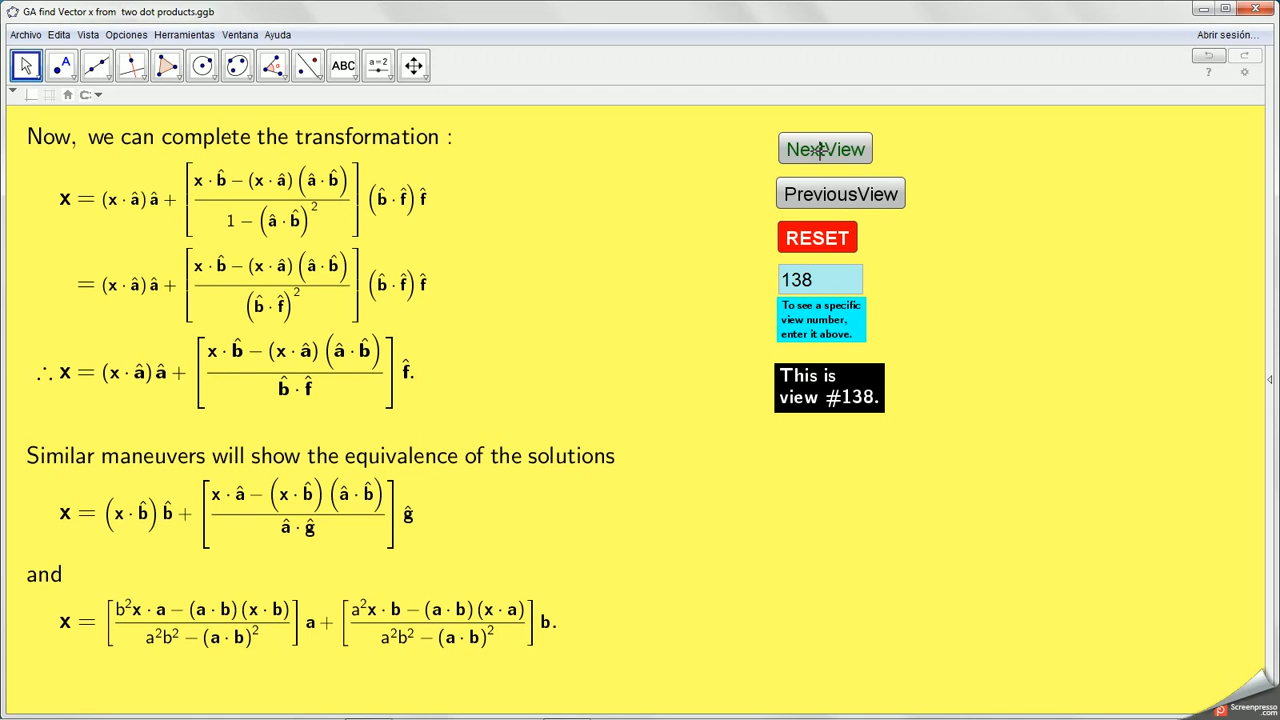 GA find Vector x from two dot products.ggb
Archivo Edita Vista Opciones Herramientas Ventana Ayuda Abrir sesión...
A ABC a=2
Now, we can complete the transformation :
x = (x · â) â + [ (x · b̂ − (x · â) (â · b̂)) / (1 − (â · b̂)²) ] (b̂ · f̂) f̂
= (x · â) â + [ (x · b̂ − (x · â) (â · b̂)) / (b̂ · f̂)² ] (b̂ · f̂) f̂
∴ x = (x · â) â + [ (x · b̂ − (x · â) (â · b̂)) / (b̂ · f̂) ] f̂.
Similar maneuvers will show the equivalence of the solutions
x = (x · b̂) b̂ + [ (x · â − (x · b̂) (â · b̂)) / (â · ĝ) ] ĝ
and
x = [ (b²x · a − (a · b) (x · b)) / (a²b² − (a · b)²) ] a + [ (a²x · b − (a · b) (x · a)) / (a²b² − (a · b)²) ] b.
NextView
PreviousView
RESET
138
To see a specific
view number,
enter it above.
This is
view #138.
Screenpresso
.com